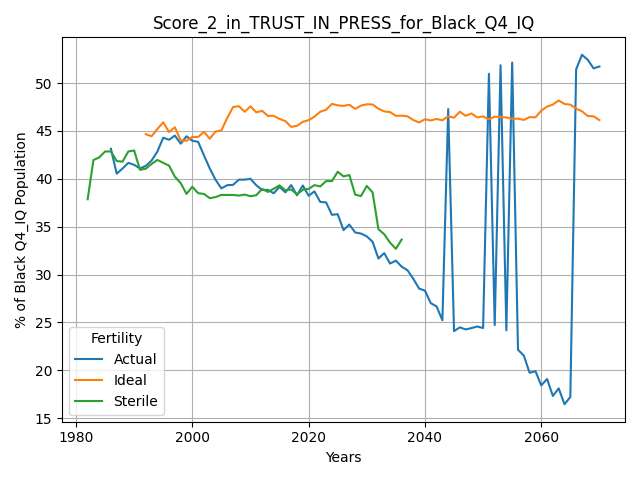 Score_2_in_TRUST_IN_PRESS_for_Black_Q4_IQ
% of Black Q4_IQ Population
50
45
40
35
30
25
20
15
Fertility
Actual
Ideal
Sterile
1980
2000
2020
2040
2060
Years